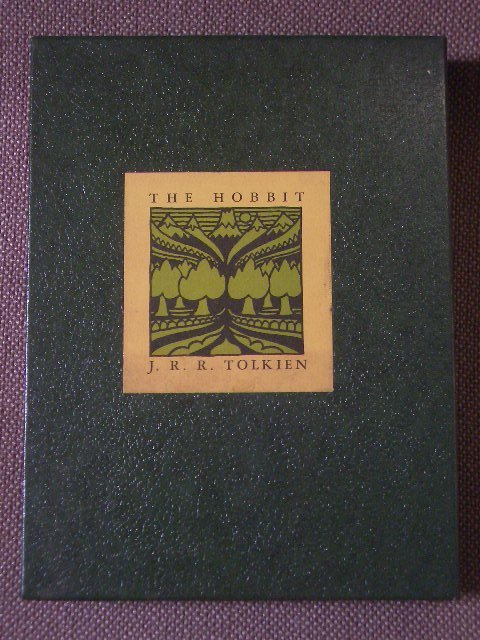 THE HOBBIT
J. R. R. TOLKIEN